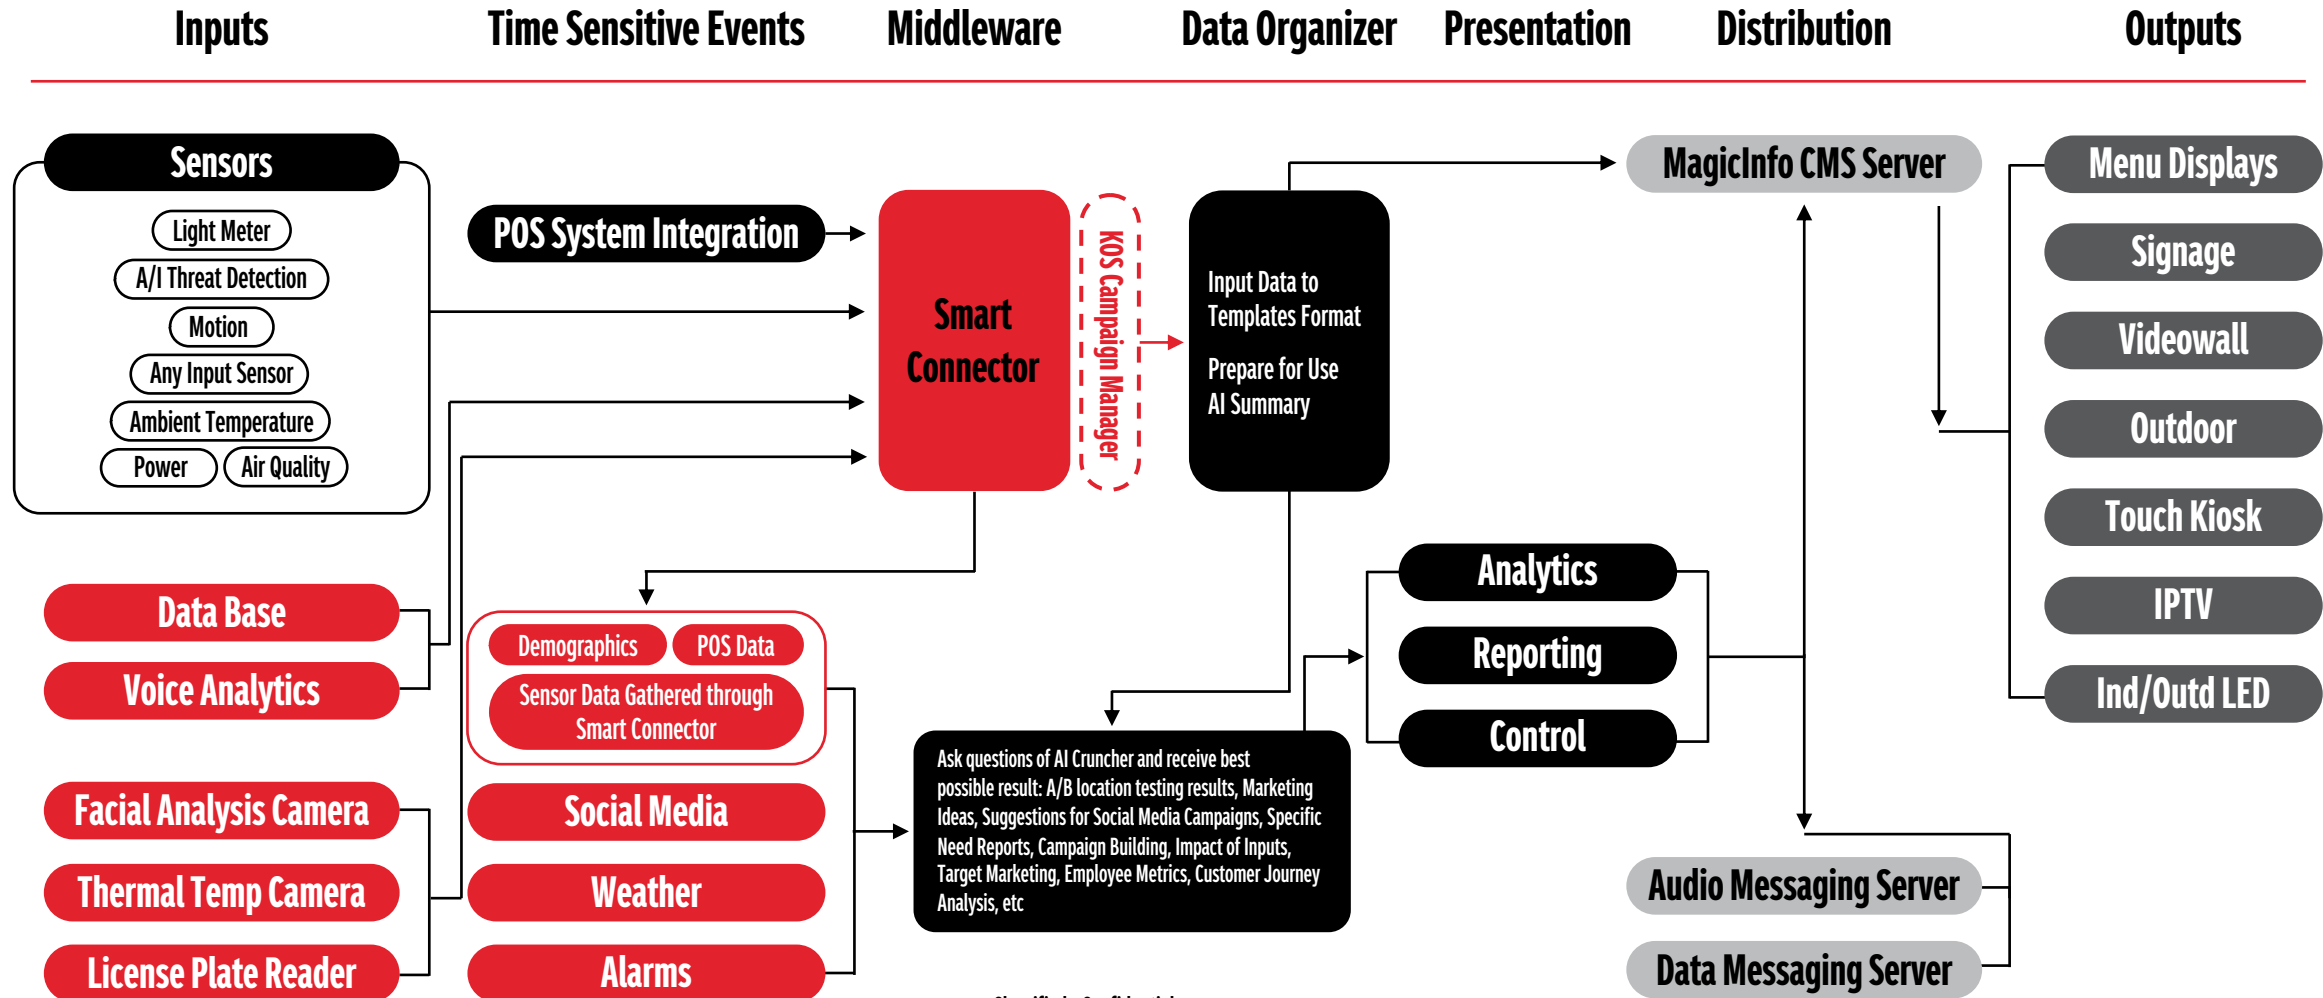 Inputs
Time Sensitive Events
Middleware
Data Organizer
Presentation
Distribution
Outputs
Sensors
Light Meter
A/I Threat Detection
Motion
Any Input Sensor
Ambient Temperature
Power
Air Quality
Data Base
Voice Analytics
Facial Analysis Camera
Thermal Temp Camera
License Plate Reader
POS System Integration
Demographics
POS Data
Sensor Data Gathered through
Smart Connector
Social Media
Weather
Alarms
Smart
Connector
KOS Campaign Manager
Input Data to
Templates Format
Prepare for Use
AI Summary
Ask questions of AI Cruncher and receive best
possible result: A/B location testing results, Marketing
Ideas, Suggestions for Social Media Campaigns, Specific
Need Reports, Campaign Building, Impact of Inputs,
Target Marketing, Employee Metrics, Customer Journey
Analysis, etc
Analytics
Reporting
Control
MagicInfo CMS Server
Audio Messaging Server
Data Messaging Server
Menu Displays
Signage
Videowall
Outdoor
Touch Kiosk
IPTV
Ind/Outd LED